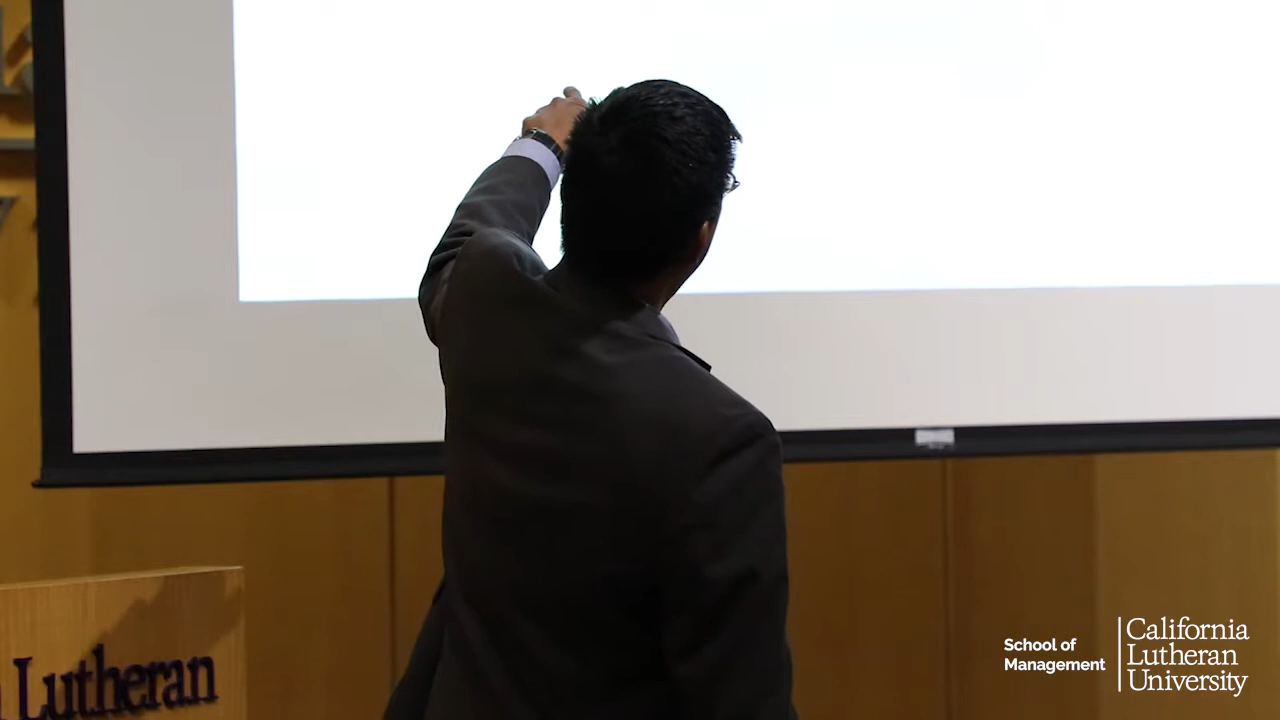 Lutheran
School of
Management
California
Lutheran
University